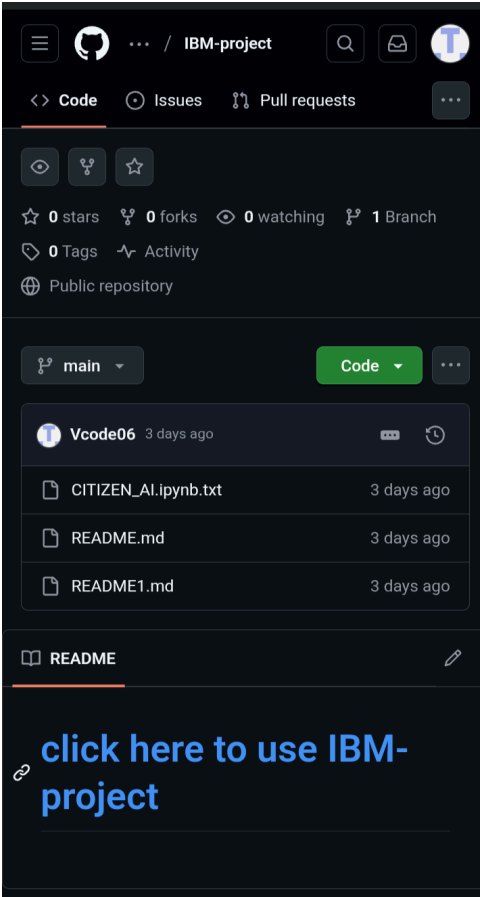 ··· / IBM-project
Code Issues Pull requests ···
0 stars 0 forks 0 watching 1 Branch
0 Tags Activity
Public repository
main Code ···
Vcode06 3 days ago
CITIZEN_AI.ipynb.txt 3 days ago
README.md 3 days ago
README1.md 3 days ago
README
click here to use IBM-
project